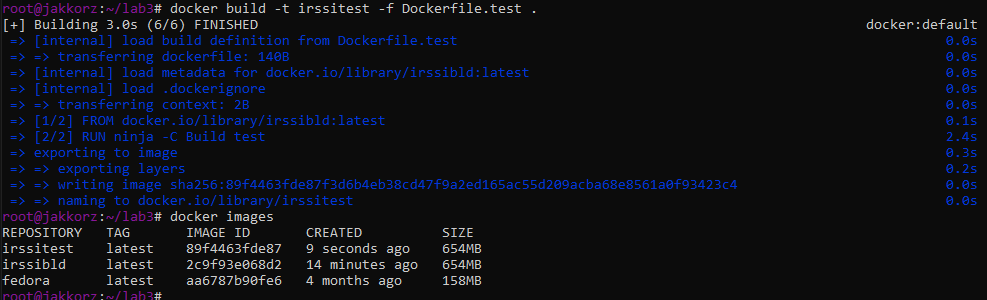 root@jakkorz:~/lab3# docker build -t irssitest -f Dockerfile.test .
[+] Building 3.0s (6/6) FINISHED docker:default
=> [internal] load build definition from Dockerfile.test 0.0s
=> => transferring dockerfile: 140B 0.0s
=> [internal] load metadata for docker.io/library/irssibld:latest 0.0s
=> [internal] load .dockerignore 0.0s
=> => transferring context: 2B 0.0s
=> [1/2] FROM docker.io/library/irssibld:latest 0.1s
=> [2/2] RUN ninja -C Build test 2.4s
=> exporting to image 0.3s
=> => exporting layers 0.2s
=> => writing image sha256:89f4463fde87f3d6b4eb38cd47f9a2ed165ac55d209acba68e8561a0f93423c4 0.0s
=> => naming to docker.io/library/irssitest 0.0s
root@jakkorz:~/lab3# docker images
REPOSITORY TAG IMAGE ID CREATED SIZE
irssitest latest 89f4463fde87 9 seconds ago 654MB
irssibld latest 2c9f93e068d2 14 minutes ago 654MB
fedora latest aa6787b90fe6 4 months ago 158MB
root@jakkorz:~/lab3#